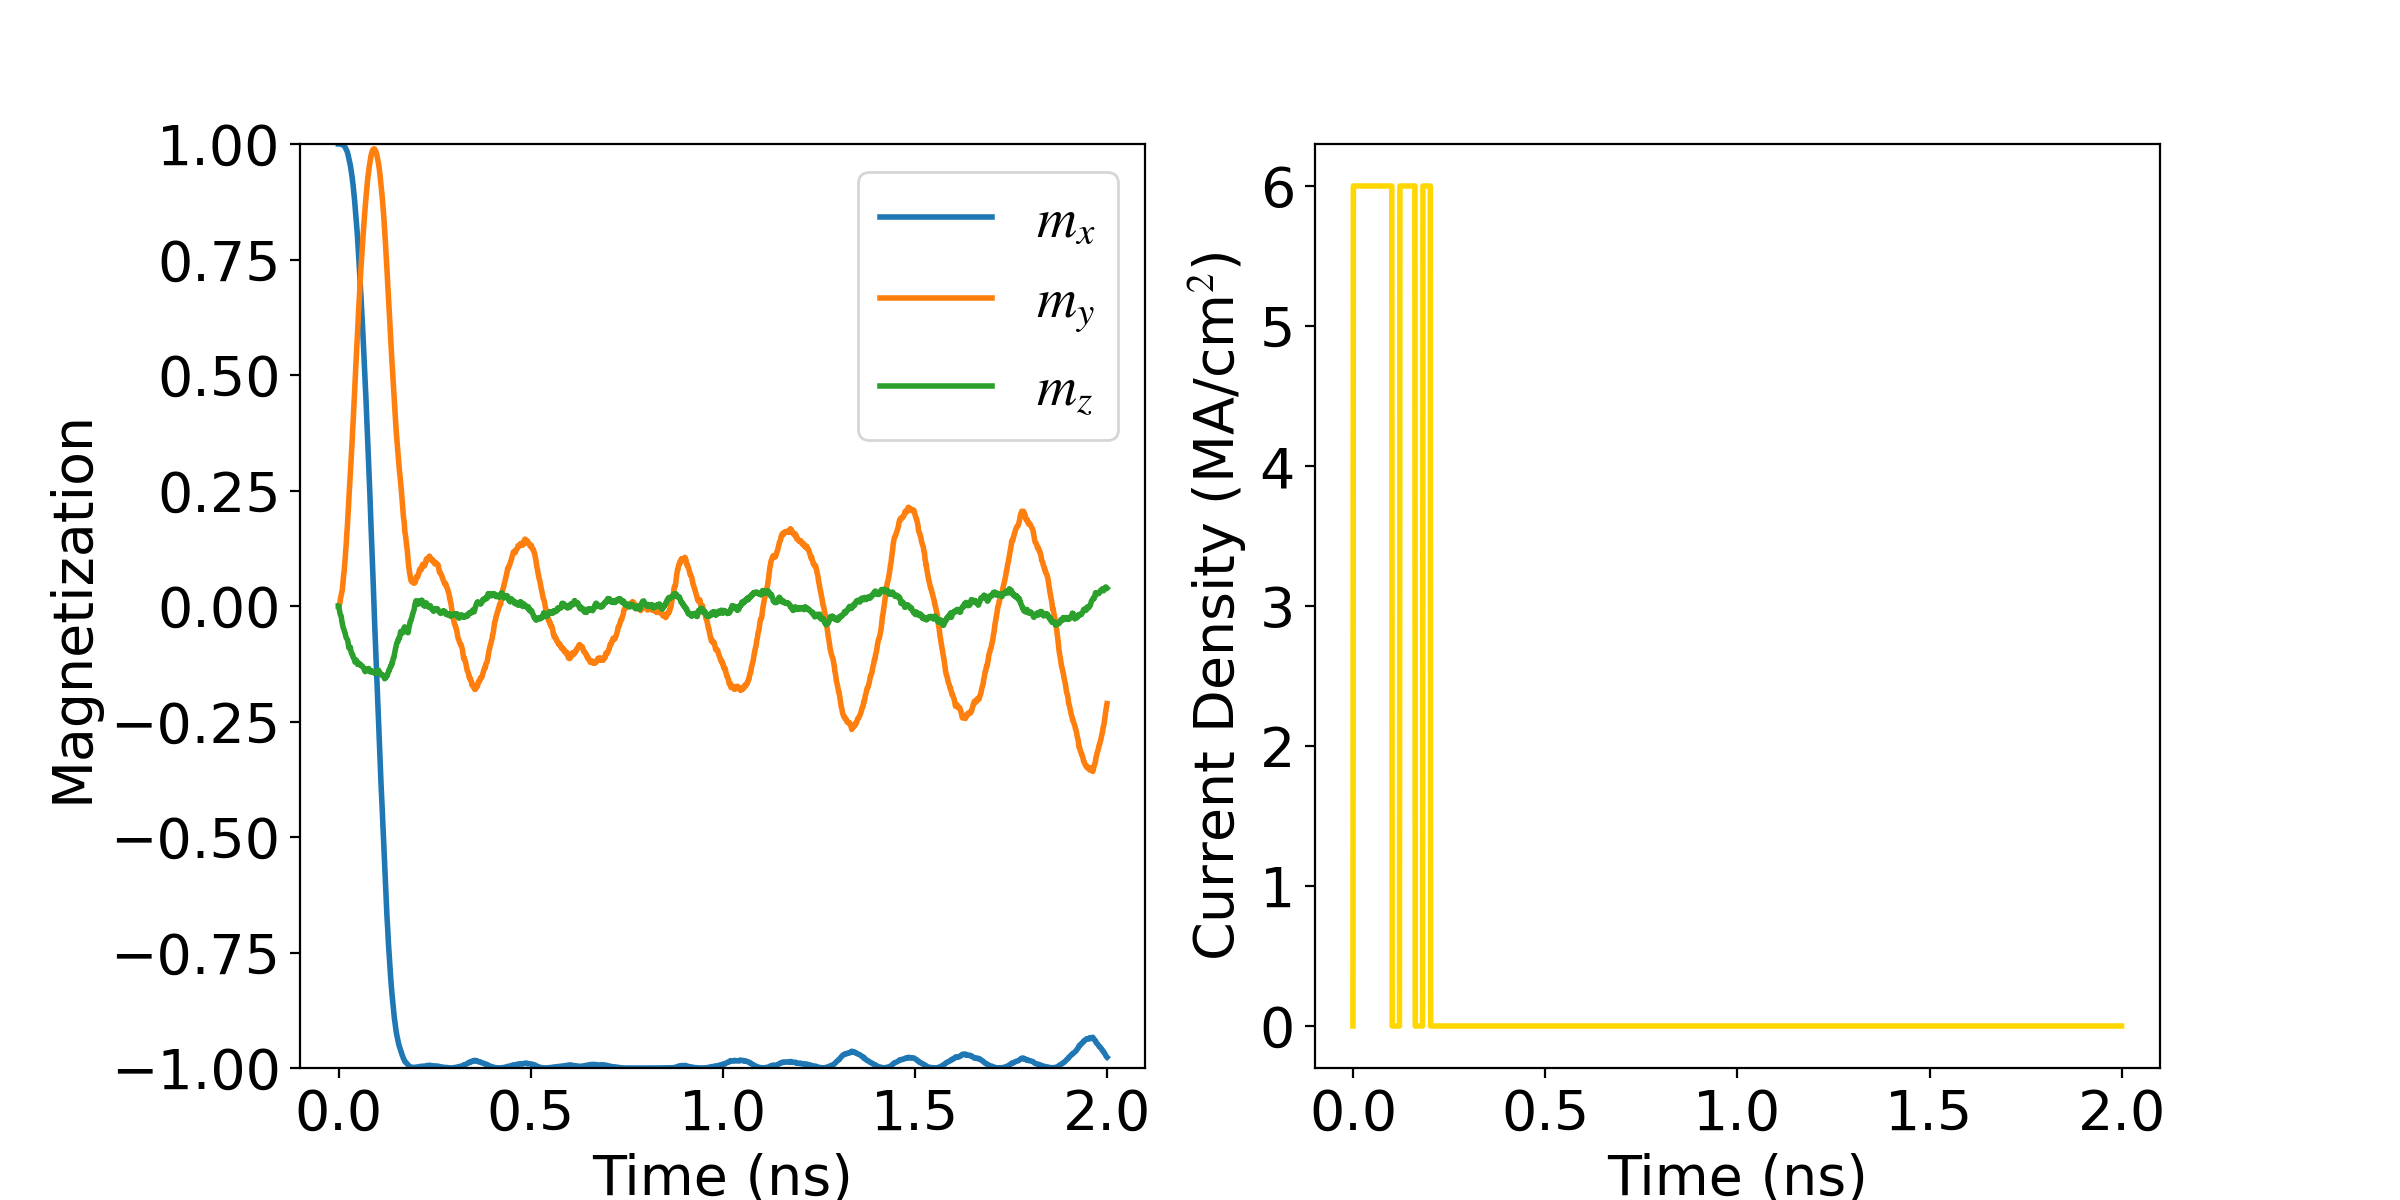 1.00
0.75
0.50
0.25
0.00
−0.25
−0.50
−0.75
−1.00
Magnetization
0.0 0.5 1.0 1.5 2.0
Time (ns)
m_x
m_y
m_z
6
5
4
3
2
1
0
Current Density (MA/cm²)
0.0 0.5 1.0 1.5 2.0
Time (ns)